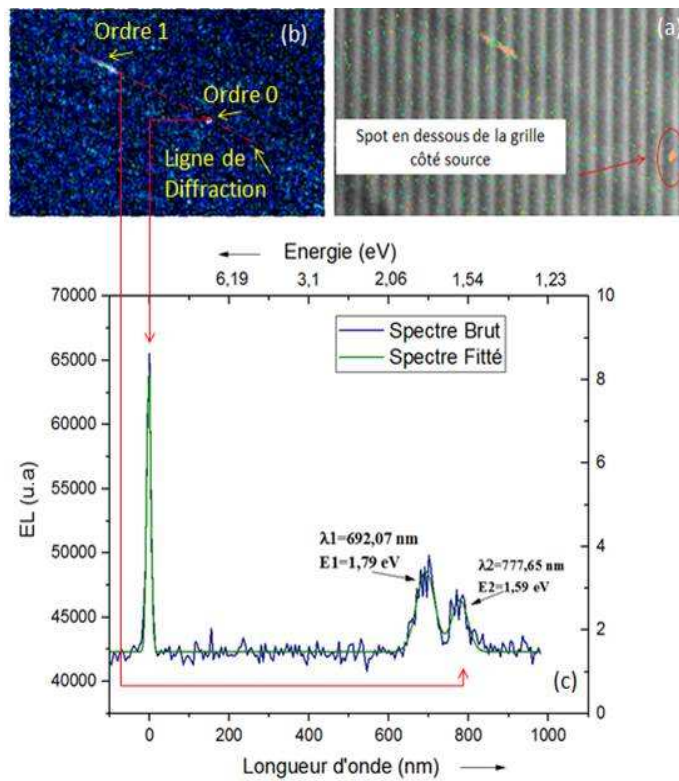 (b)
Ordre 1
Ordre 0
Ligne de
Diffraction
(a)
Spot en dessous de la grille
côté source
Energie (eV)
6,19 3,1 2,06 1,54 1,23
70000
65000
60000
55000
50000
45000
40000
EL (u.a)
10
8
6
4
2
0
Spectre Brut
Spectre Fitté
λ1=692,07 nm
E1=1,79 eV
λ2=777,65 nm
E2=1,59 eV
(c)
0 200 400 600 800 1000
Longueur d'onde (nm)